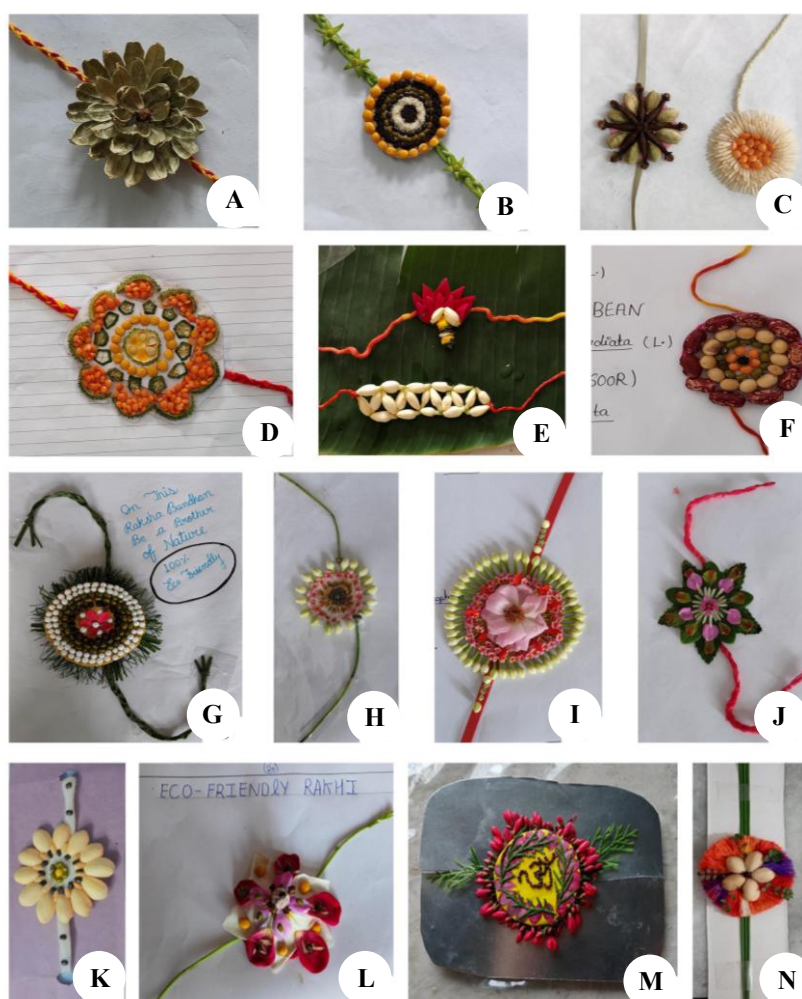 A
B
C
BEAN
diata (L.)
SOOR)
ta
D
E
F
On This
Raksha Bandhan
Be a Brother
of Nature
100%
Eco Friendly
G
H
I
J
ECO-FRIENDLY RAKHI
K
L
M
N